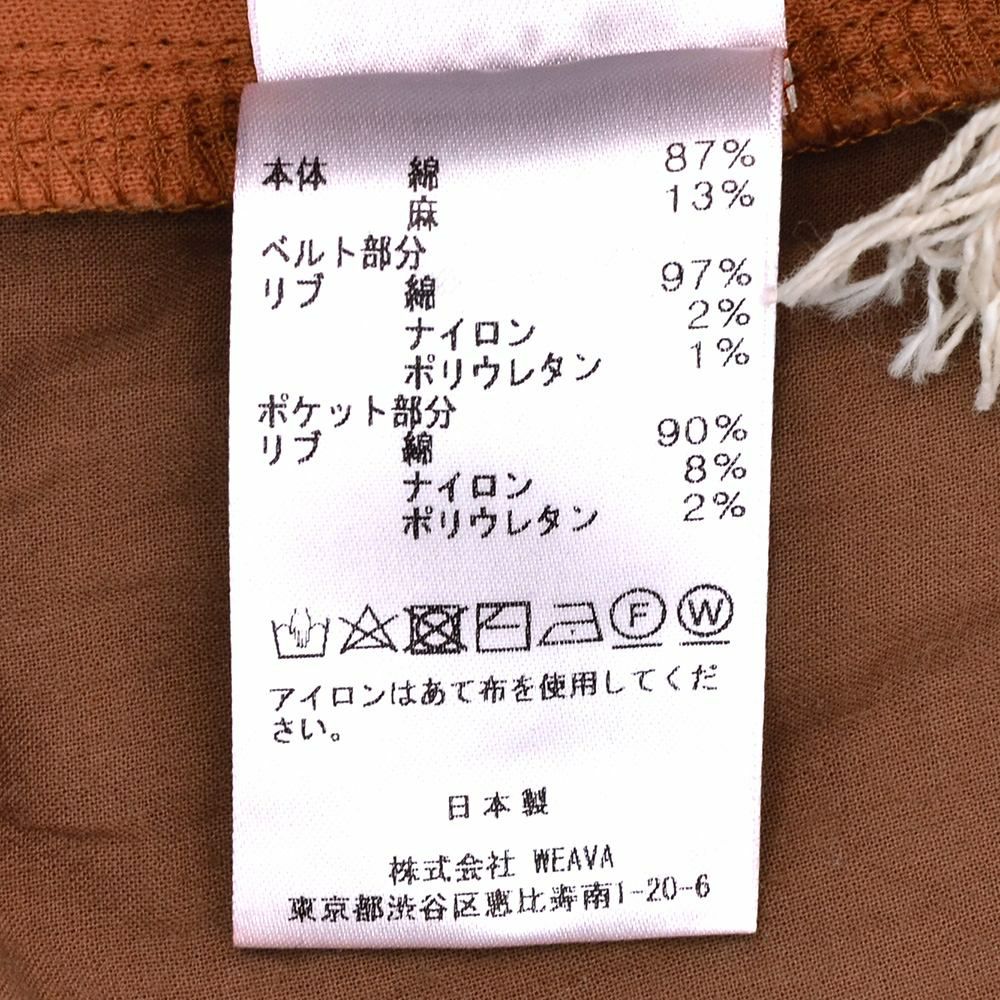 本体 綿 87%
麻 13%
ベルト部分
リブ 綿 97%
ナイロン 2%
ポリウレタン 1%
ポケット部分
リブ 綿 90%
ナイロン 8%
ポリウレタン 2%
F W
アイロンはあて布を使用してくだ
さい。
日本製
株式会社 WEAVA
東京都渋谷区恵比寿南1-20-6